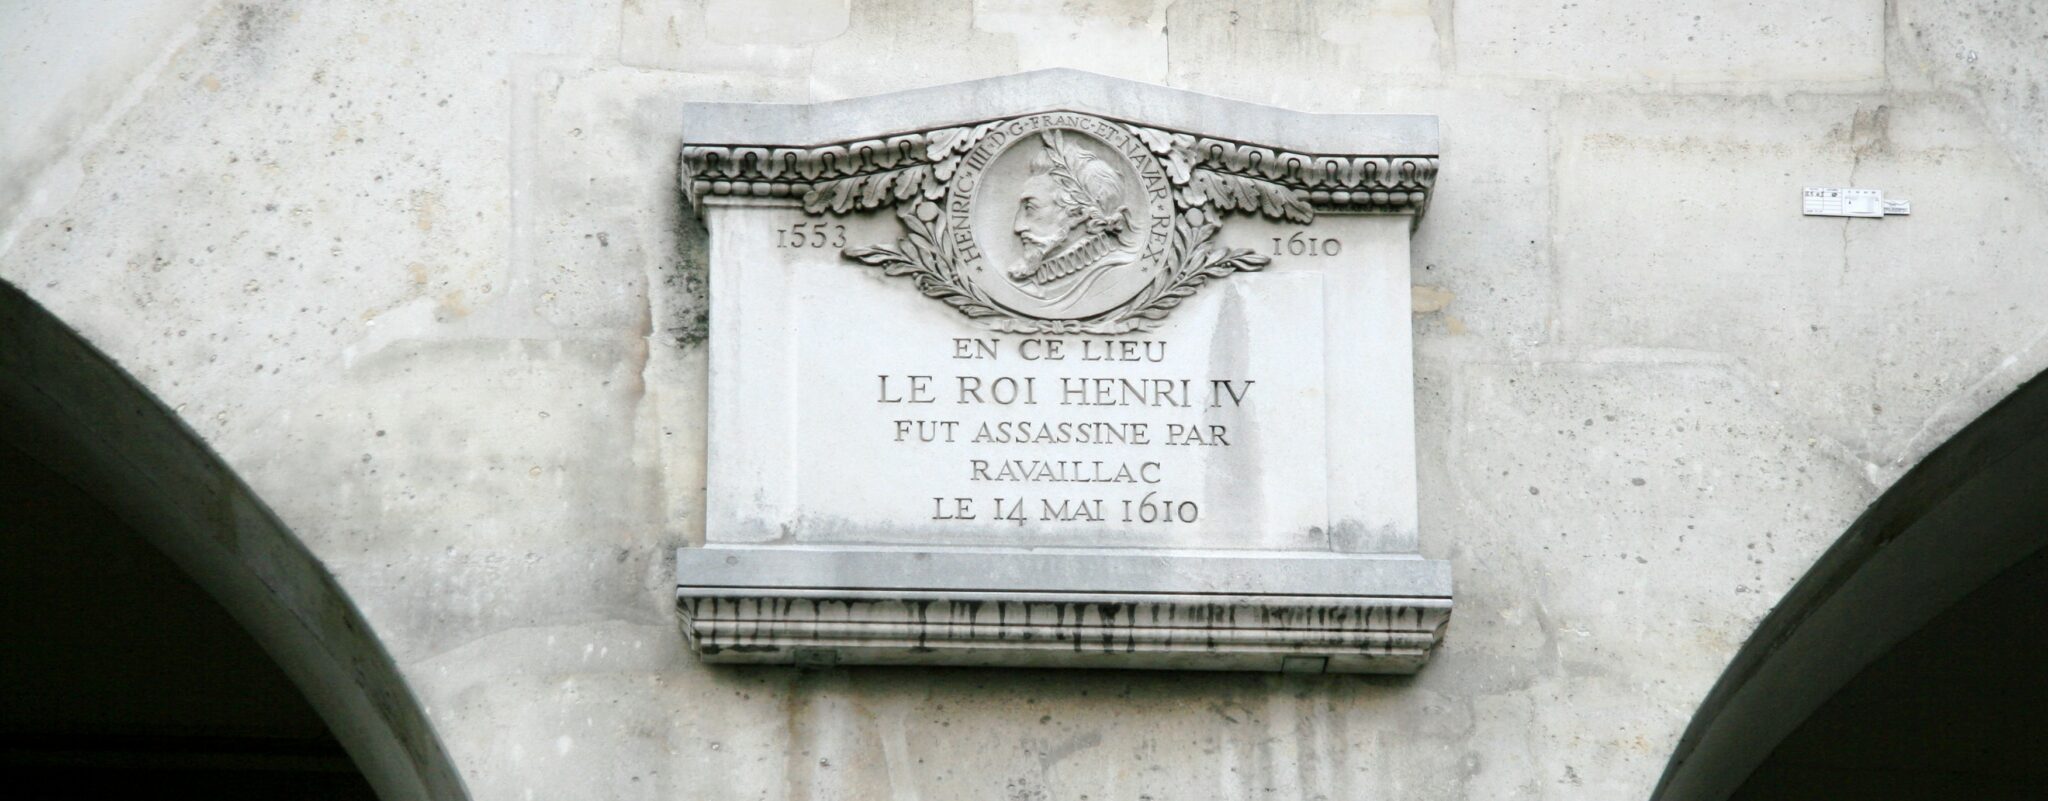 * HENRIC · IIII · D · G · FRANC · ET · NAVAR * REX *
1553 1610
EN CE LIEU
LE ROI HENRI IV
FUT ASSASSINE PAR
RAVAILLAC
LE 14 MAI 1610